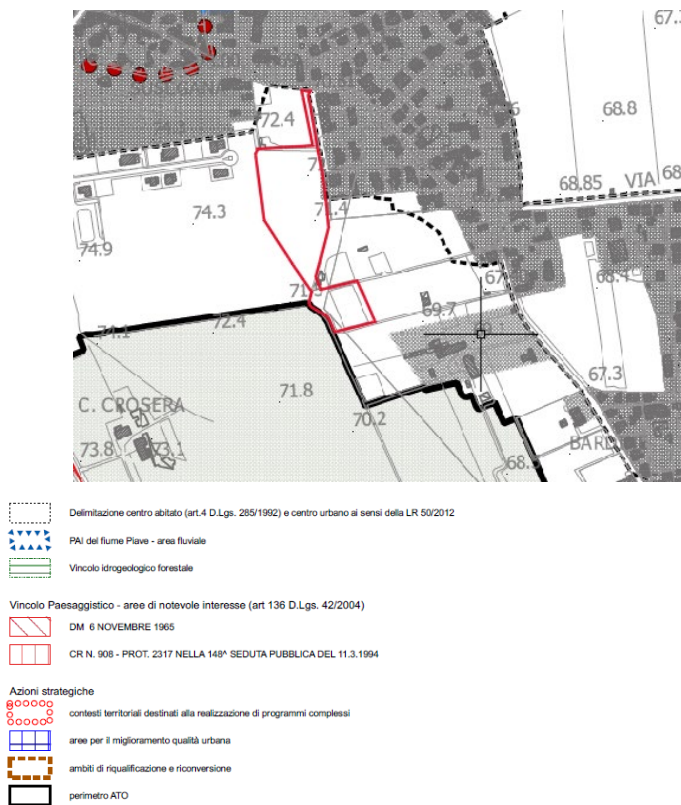 67.3
72.4
68.8
68.85 VIA 68
74.3
71.4
74.9
67.
68.4
71.5
69.7
72.4
74.1
67.3
71.8
C. CROSERA
70.2
73.8
73.1
68.5
Delimitazione centro abitato (art.4 D.Lgs. 285/1992) e centro urbano ai sensi della LR 50/2012
PAI del fiume Piave - area fluviale
Vincolo idrogeologico forestale
Vincolo Paesaggistico - aree di notevole interesse (art 136 D.Lgs. 42/2004)
DM 6 NOVEMBRE 1965
CR N. 908 - PROT. 2317 NELLA 148^ SEDUTA PUBBLICA DEL 11.3.1994
Azioni strategiche
contesti territoriali destinati alla realizzazione di programmi complessi
aree per il miglioramento qualità urbana
ambiti di riqualificazione e riconversione
perimetro ATO